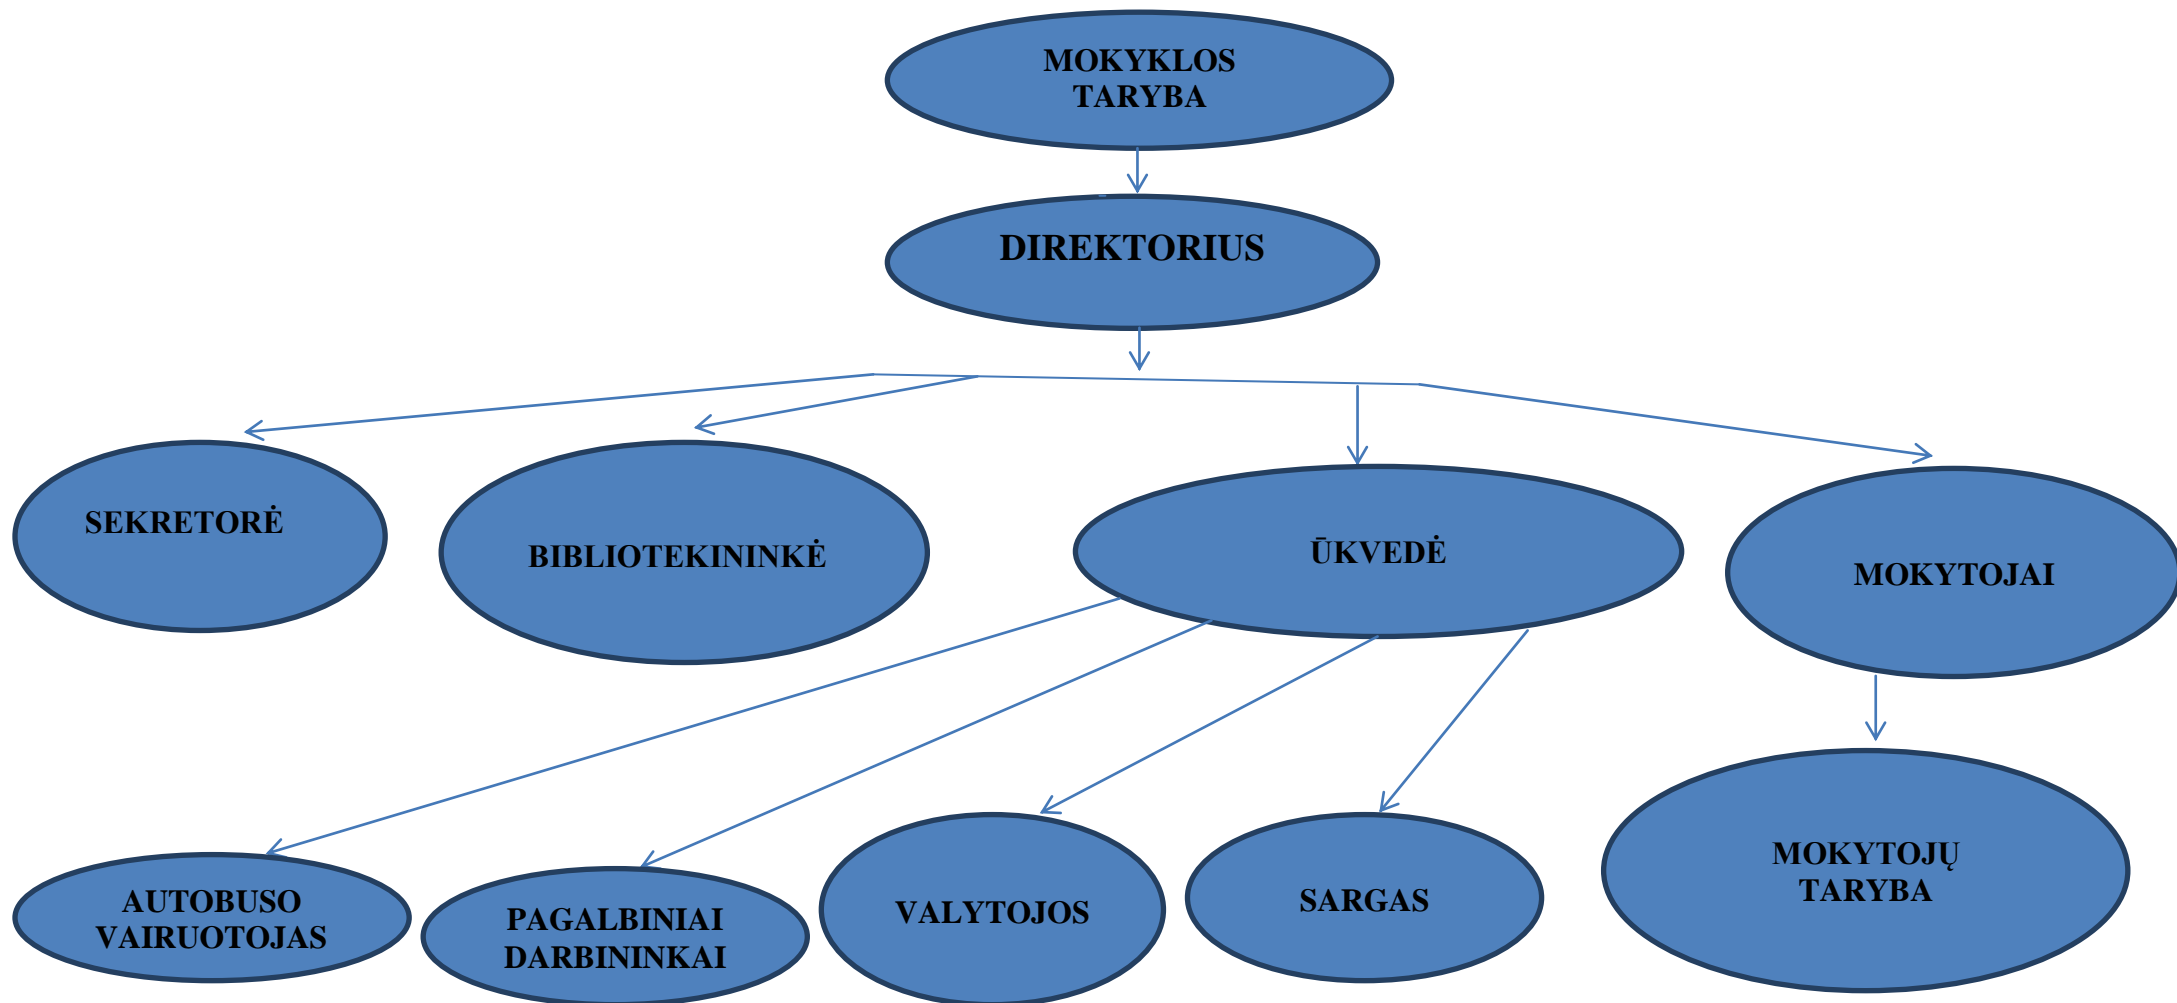 MOKYKLOS
TARYBA
DIREKTORIUS
SEKRETORĖ
BIBLIOTEKININKĖ
ŪKVEDĖ
MOKYTOJAI
AUTOBUSO
VAIRUOTOJAS
PAGALBINIAI
DARBININKAI
VALYTOJOS
SARGAS
MOKYTOJŲ
TARYBA